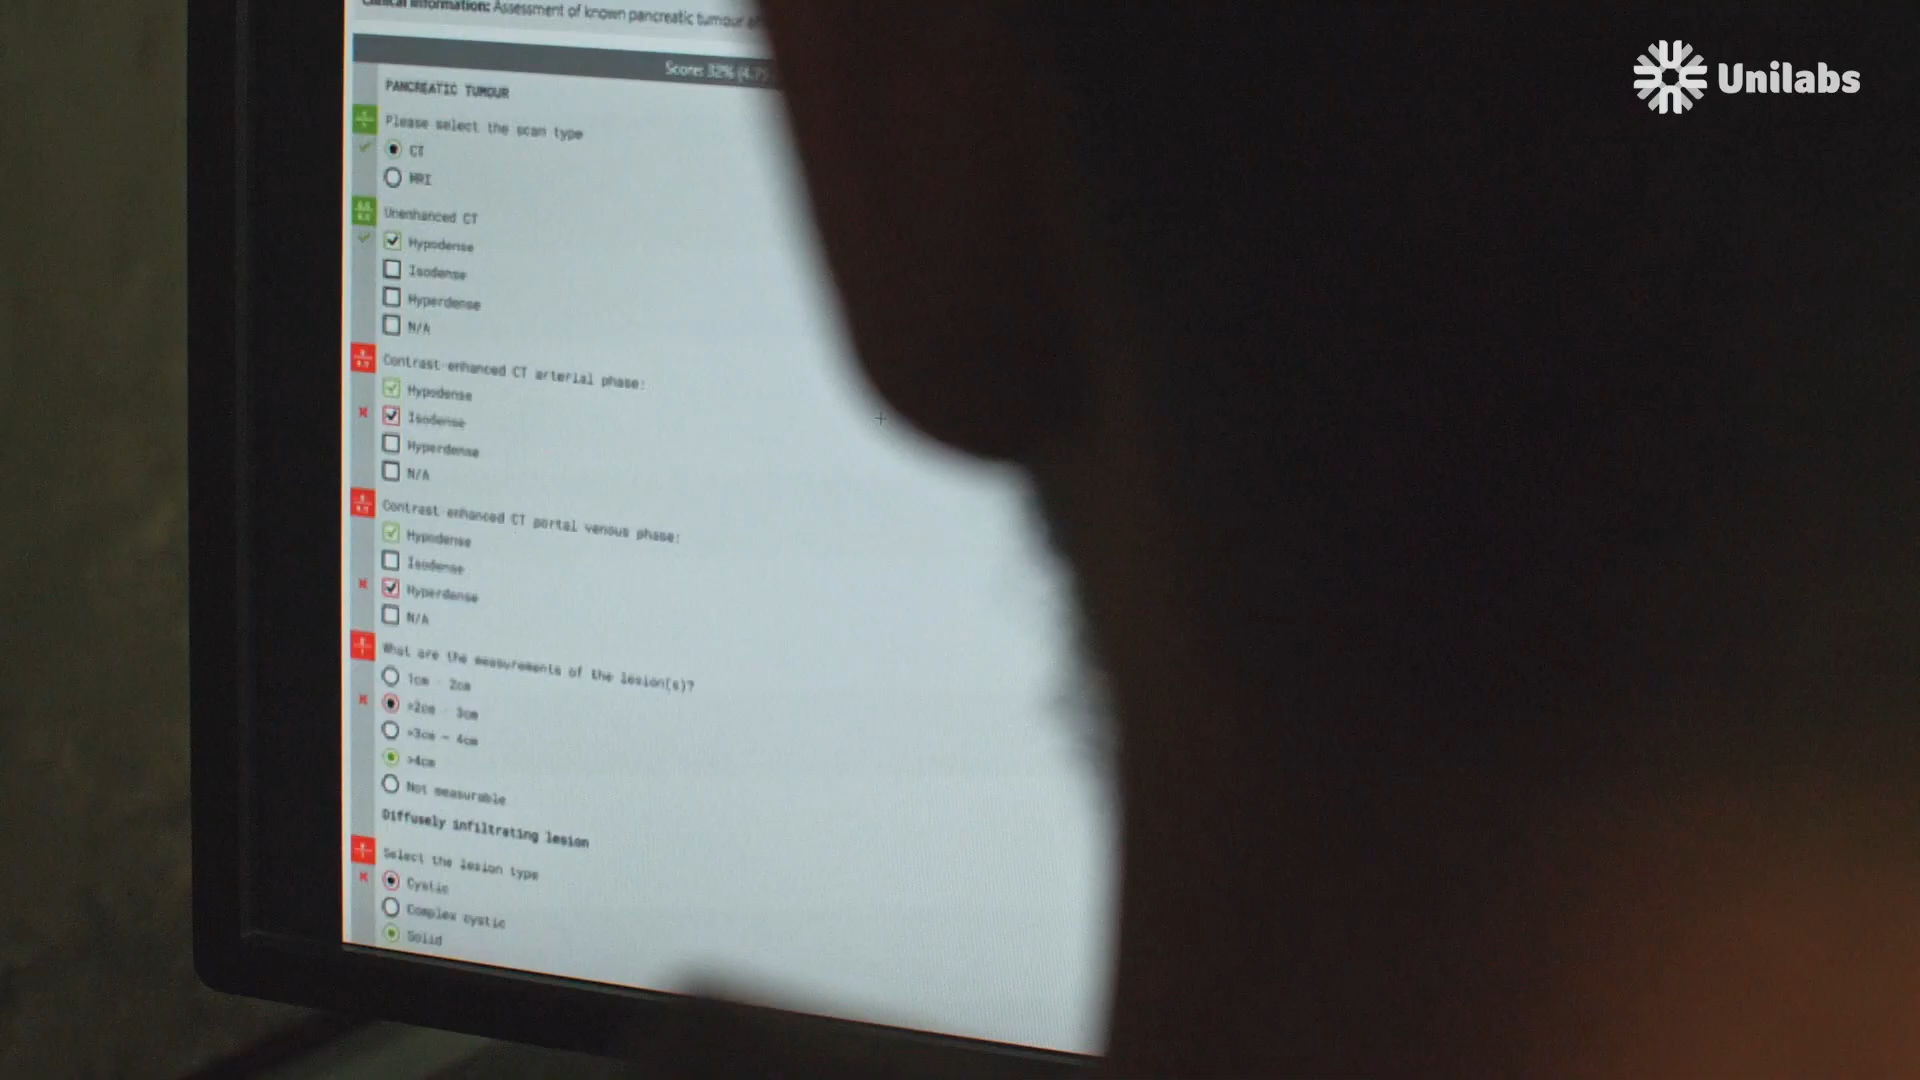 Clinical information: Assessment of known pancreatic tumour
Unilabs
Score: 32% (4.7
PANCREATIC TUMOUR
Please select the scan type
CT
MRI
Unenhanced CT
Hypodense
Isodense
Hyperdense
N/A
Contrast-enhanced CT arterial phase:
Hypodense
Isodense
Hyperdense
N/A
Contrast enhanced CT portal venous phase:
Hypodense
Isodense
Hyperdense
N/A
What are the measurements of the lesion(s)?
1cm - 2cm
>2cm - 3cm
>3cm - 4cm
>4cm
Not measurable
Diffusely infiltrating lesion
Select the lesion type
Cystic
Complex cystic
Solid